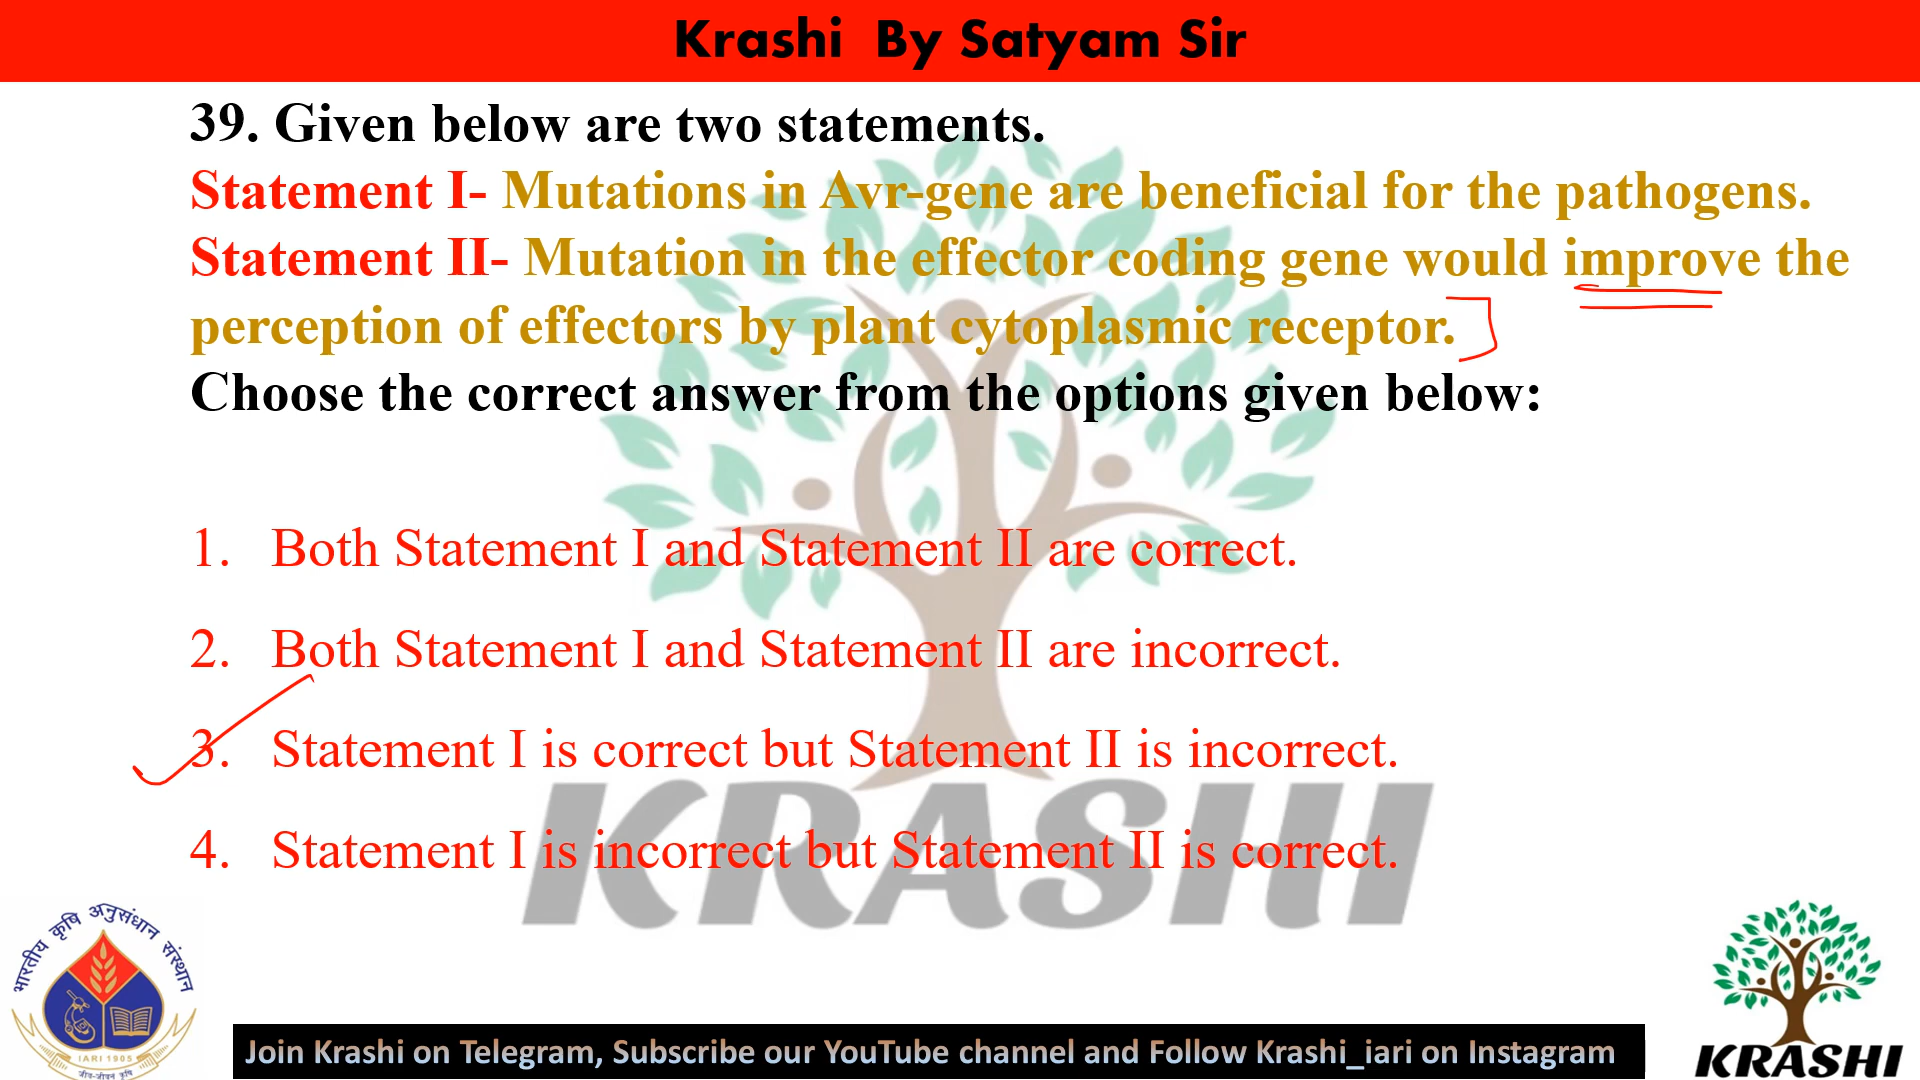 Krashi By Satyam Sir
39. Given below are two statements.
Statement I- Mutations in Avr-gene are beneficial for the pathogens.
Statement II- Mutation in the effector coding gene would improve the
perception of effectors by plant cytoplasmic receptor.
Choose the correct answer from the options given below:
1. Both Statement I and Statement II are correct.
2. Both Statement I and Statement II are incorrect.
3. Statement I is correct but Statement II is incorrect.
KRASHI
4. Statement I is incorrect but Statement II is correct.
भारतीय कृषि अनुसंधान संस्थान
IARI 1905
Join Krashi on Telegram, Subscribe our YouTube channel and Follow Krashi_iari on Instagram
KRASHI